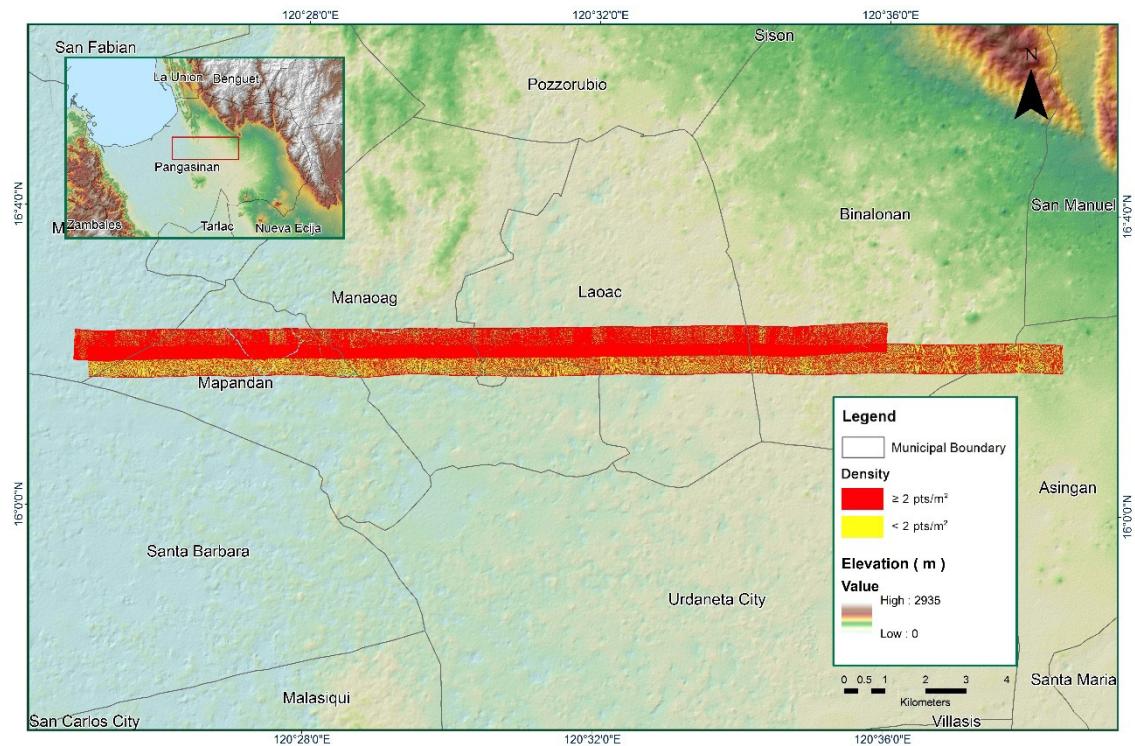 120°28'0"E
120°32'0"E
120°36'0"E
San Fabian
Sison
La Union
Benguet
Pozzorubio
N
Pangasinan
16°4'0"N
Zambales
Tarlac
Nueva Ecija
M
Binalonan
San Manuel
16°4'0"N
Manaoag
Laoac
Mapandan
Legend
Municipal Boundary
Density
≥ 2 pts/m²
< 2 pts/m²
Elevation ( m )
Value
High : 2935
Low : 0
Asingan
16°0'0"N
16°0'0"N
Santa Barbara
Urdaneta City
0 0.5 1 2 3 4
Kilometers
Santa Maria
Malasiqui
San Carlos City
Villasis
120°28'0"E
120°32'0"E
120°36'0"E